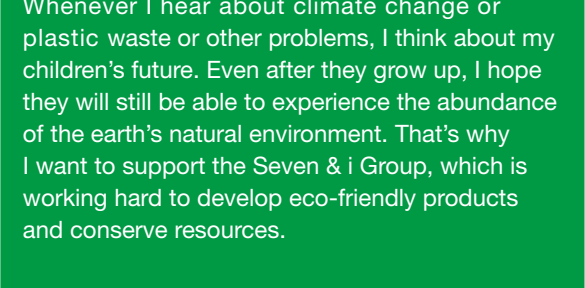 Whenever I hear about climate change or
plastic waste or other problems, I think about my
children’s future. Even after they grow up, I hope
they will still be able to experience the abundance
of the earth’s natural environment. That’s why
I want to support the Seven & i Group, which is
working hard to develop eco-friendly products
and conserve resources.